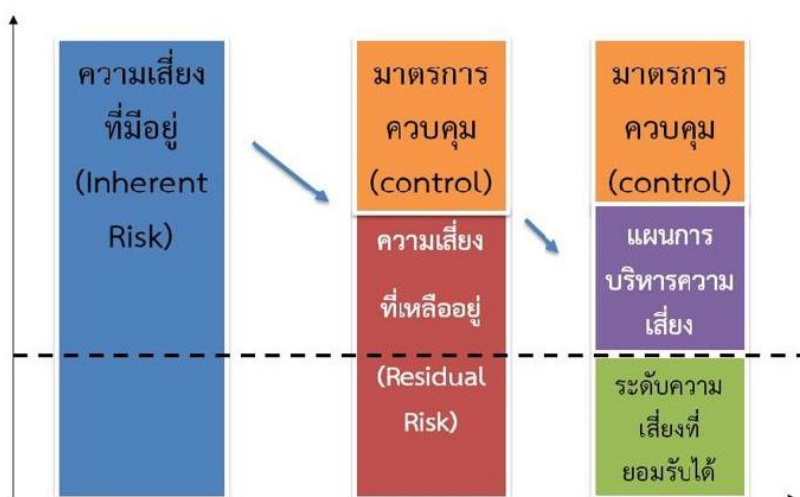 ความเสี่ยง
ที่มีอยู่
(Inherent
Risk)
มาตรการ
ควบคุม
(control)
ความเสี่ยง
ที่เหลืออยู่
(Residual
Risk)
มาตรการ
ควบคุม
(control)
แผนการ
บริหารความ
เสี่ยง
ระดับความ
เสี่ยงที่
ยอมรับได้